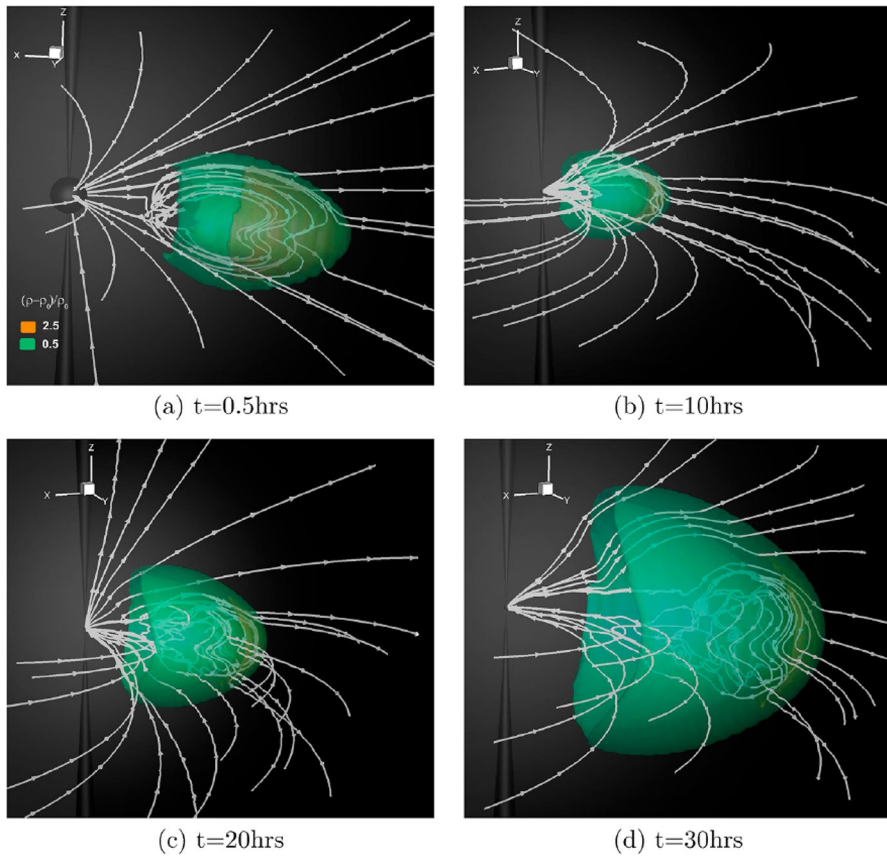 Z
X
Y
(ρ-ρ₀)/ρ₀
2.5
0.5
(a) t=0.5hrs
Z
X
Y
(b) t=10hrs
Z
X
Y
(c) t=20hrs
Z
X
Y
(d) t=30hrs